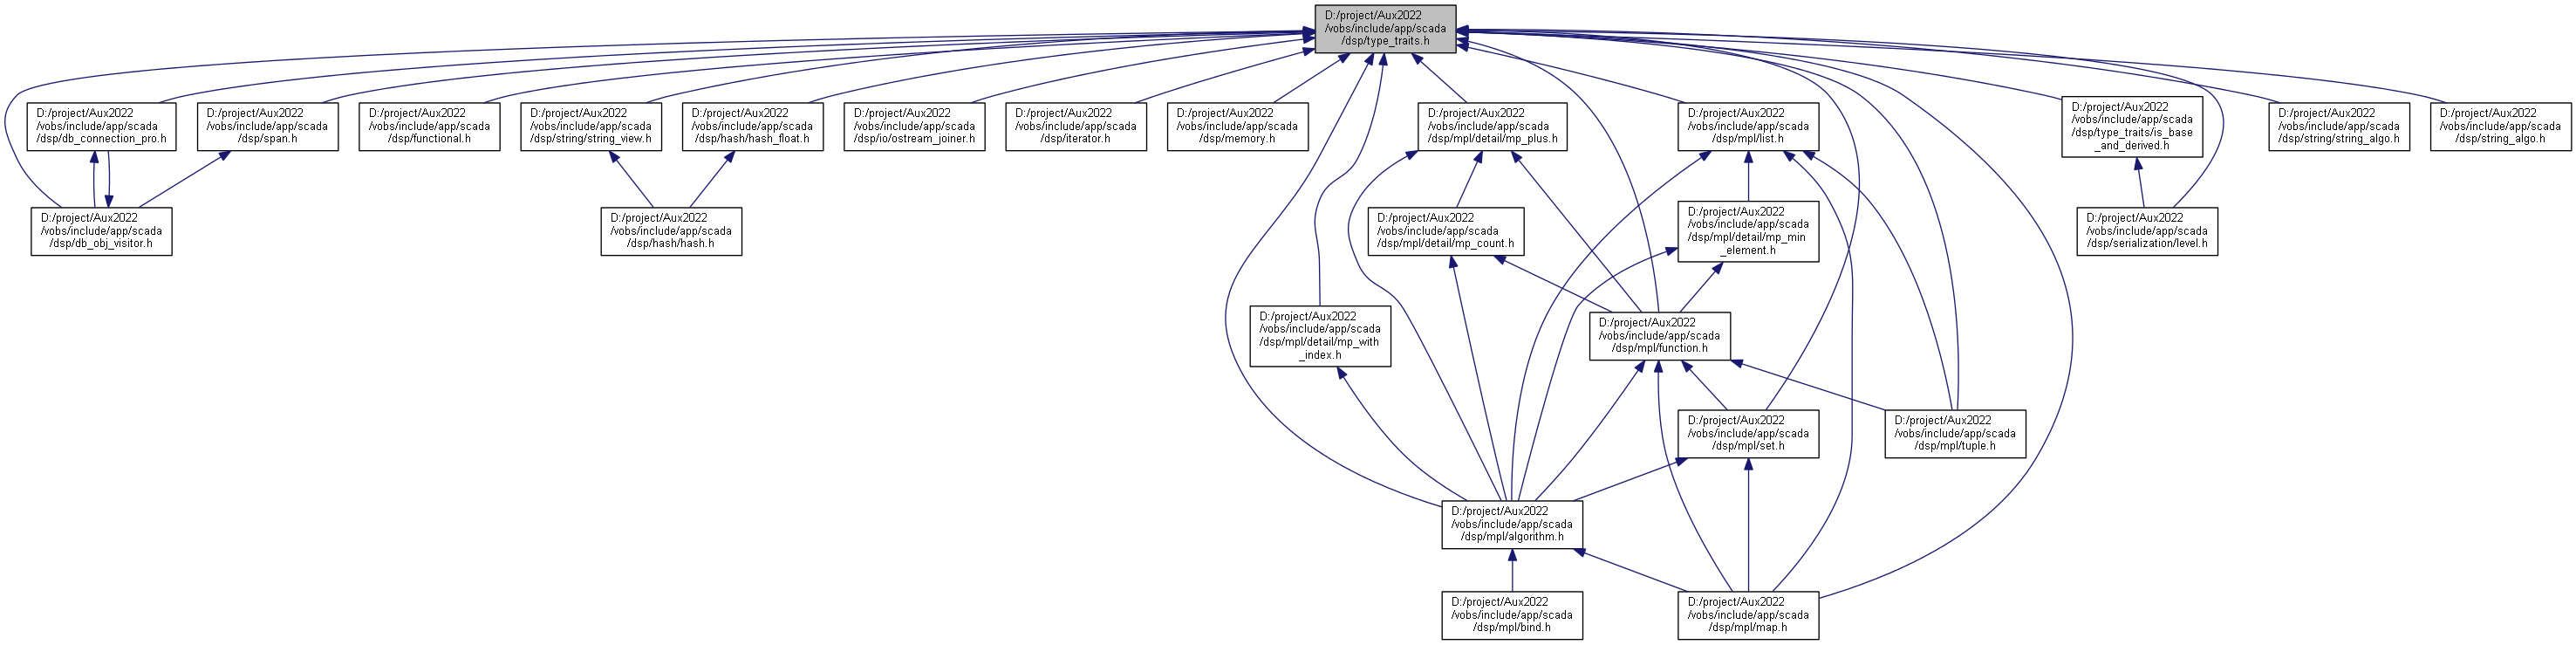 D:/project/Aux2022
/vobs/include/app/scada
/dsp/type_traits.h
D:/project/Aux2022
/vobs/include/app/scada
/dsp/db_connection_pro.h
D:/project/Aux2022
/vobs/include/app/scada
/dsp/span.h
D:/project/Aux2022
/vobs/include/app/scada
/dsp/functional.h
D:/project/Aux2022
/vobs/include/app/scada
/dsp/string/string_view.h
D:/project/Aux2022
/vobs/include/app/scada
/dsp/hash/hash_float.h
D:/project/Aux2022
/vobs/include/app/scada
/dsp/io/ostream_joiner.h
D:/project/Aux2022
/vobs/include/app/scada
/dsp/iterator.h
D:/project/Aux2022
/vobs/include/app/scada
/dsp/memory.h
D:/project/Aux2022
/vobs/include/app/scada
/dsp/mpl/detail/mp_plus.h
D:/project/Aux2022
/vobs/include/app/scada
/dsp/mpl/list.h
D:/project/Aux2022
/vobs/include/app/scada
/dsp/type_traits/is_base
_and_derived.h
D:/project/Aux2022
/vobs/include/app/scada
/dsp/string/string_algo.h
D:/project/Aux2022
/vobs/include/app/scada
/dsp/string_algo.h
D:/project/Aux2022
/vobs/include/app/scada
/dsp/db_obj_visitor.h
D:/project/Aux2022
/vobs/include/app/scada
/dsp/hash/hash.h
D:/project/Aux2022
/vobs/include/app/scada
/dsp/mpl/detail/mp_count.h
D:/project/Aux2022
/vobs/include/app/scada
/dsp/mpl/detail/mp_min
_element.h
D:/project/Aux2022
/vobs/include/app/scada
/dsp/serialization/level.h
D:/project/Aux2022
/vobs/include/app/scada
/dsp/mpl/detail/mp_with
_index.h
D:/project/Aux2022
/vobs/include/app/scada
/dsp/mpl/function.h
D:/project/Aux2022
/vobs/include/app/scada
/dsp/mpl/set.h
D:/project/Aux2022
/vobs/include/app/scada
/dsp/mpl/tuple.h
D:/project/Aux2022
/vobs/include/app/scada
/dsp/mpl/algorithm.h
D:/project/Aux2022
/vobs/include/app/scada
/dsp/mpl/bind.h
D:/project/Aux2022
/vobs/include/app/scada
/dsp/mpl/map.h